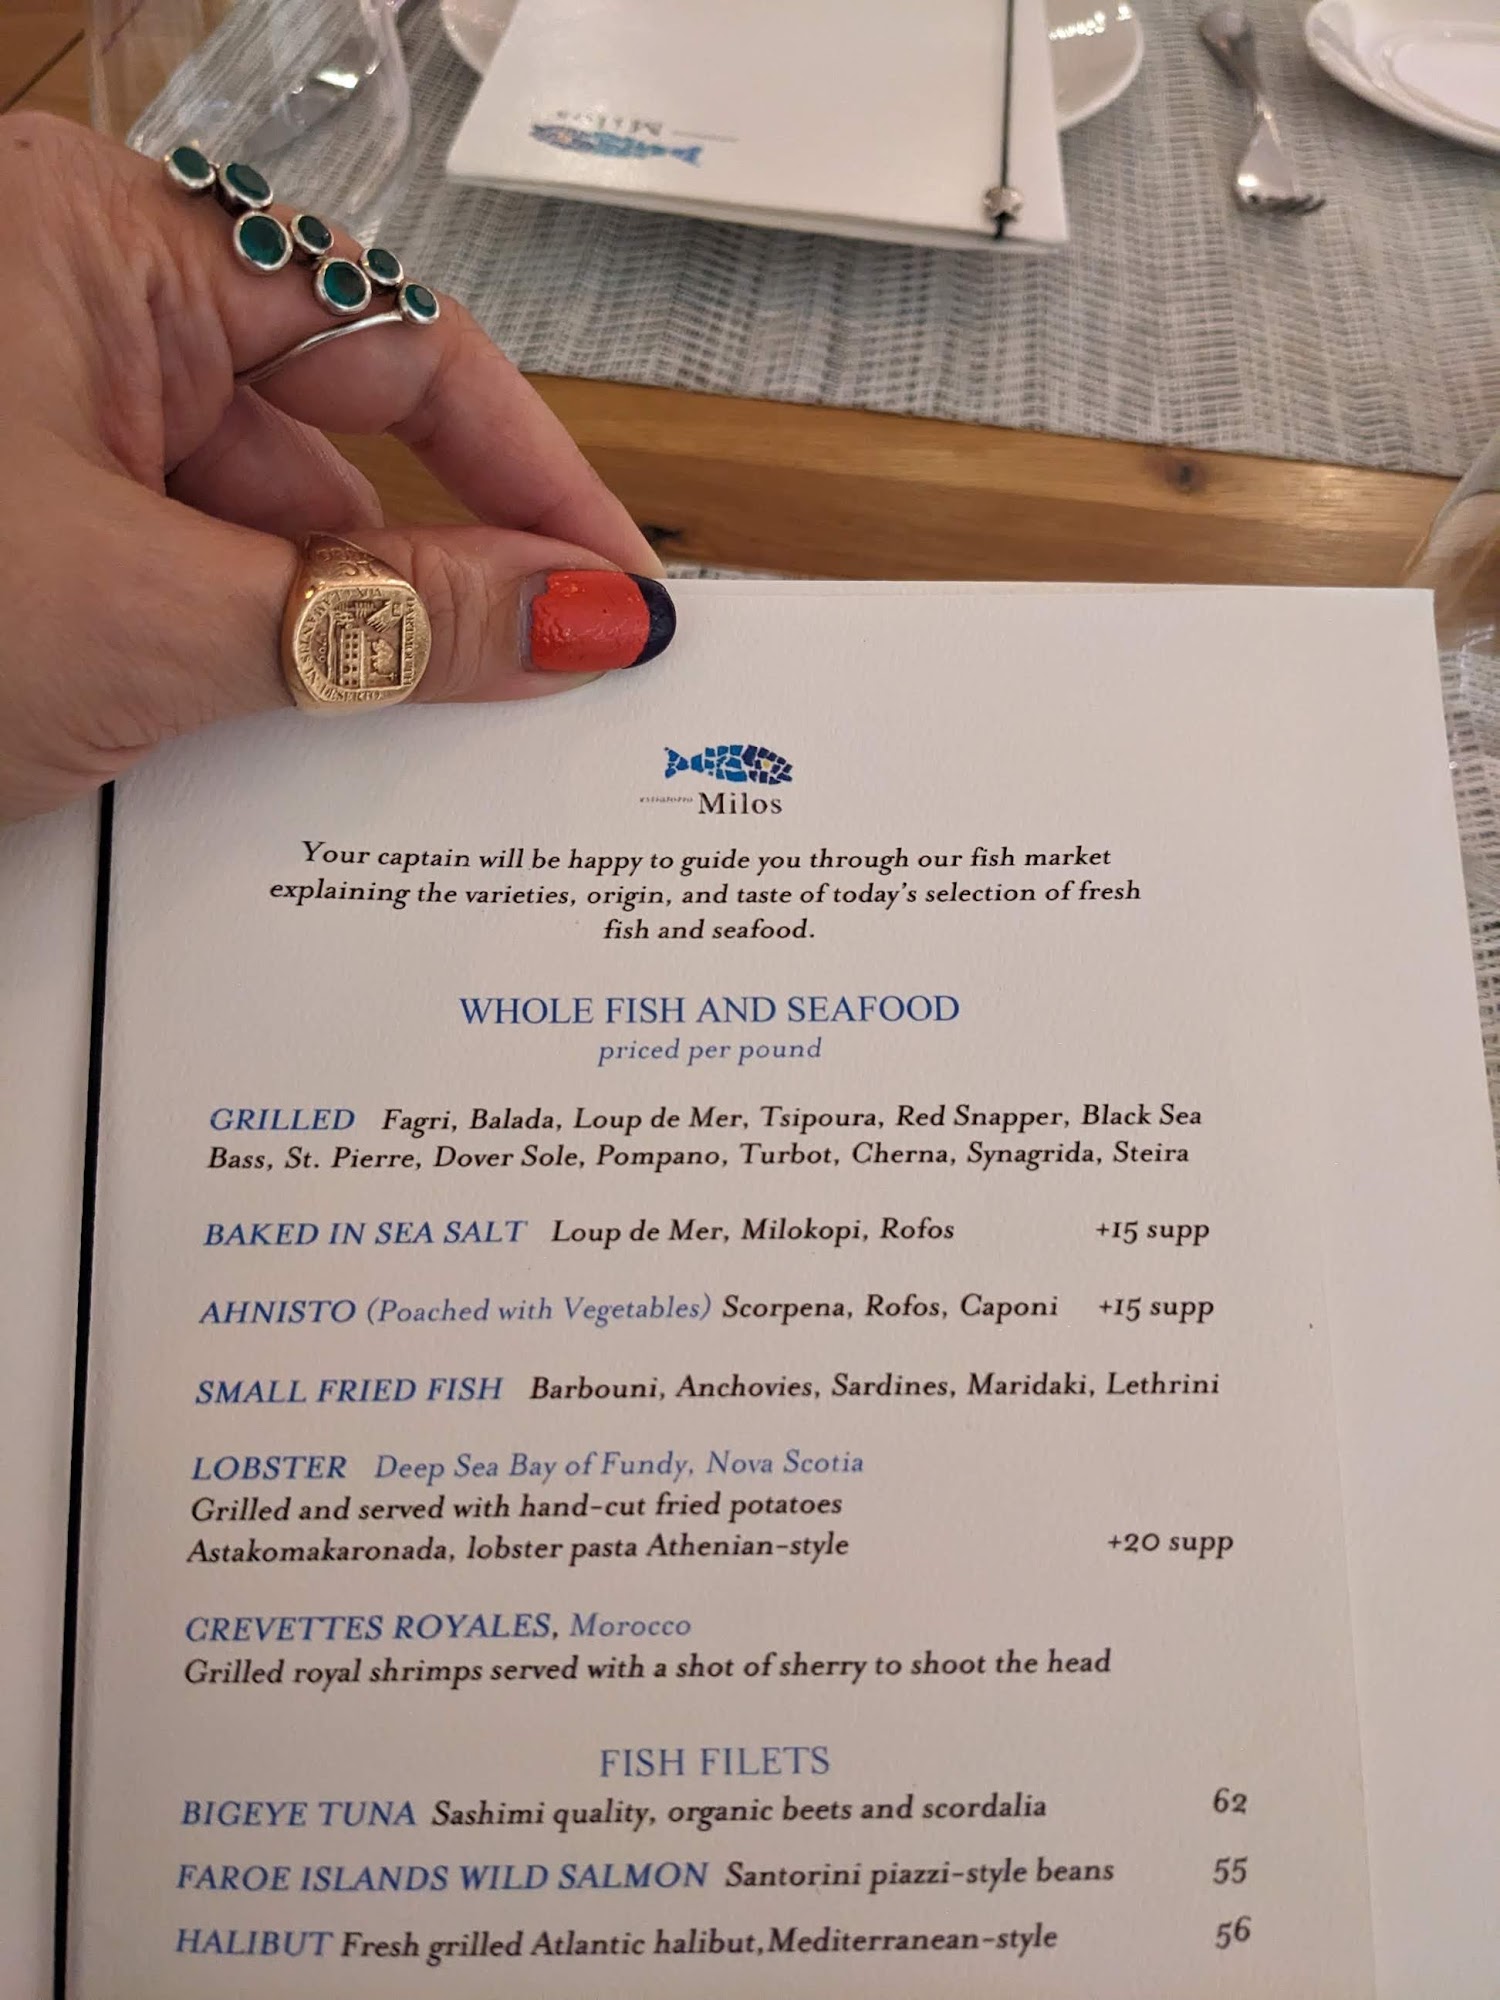 Milos
VOX CLAMANTIS IN DESERTO
DARTMOUTH
estiatorio Milos
Your captain will be happy to guide you through our fish market
explaining the varieties, origin, and taste of today's selection of fresh
fish and seafood.
WHOLE FISH AND SEAFOOD
priced per pound
GRILLED Fagri, Balada, Loup de Mer, Tsipoura, Red Snapper, Black Sea
Bass, St. Pierre, Dover Sole, Pompano, Turbot, Cherna, Synagrida, Steira
BAKED IN SEA SALT Loup de Mer, Milokopi, Rofos +15 supp
AHNISTO (Poached with Vegetables) Scorpena, Rofos, Caponi +15 supp
SMALL FRIED FISH Barbouni, Anchovies, Sardines, Maridaki, Lethrini
LOBSTER Deep Sea Bay of Fundy, Nova Scotia
Grilled and served with hand-cut fried potatoes
Astakomakaronada, lobster pasta Athenian-style +20 supp
CREVETTES ROYALES, Morocco
Grilled royal shrimps served with a shot of sherry to shoot the head
FISH FILETS
BIGEYE TUNA Sashimi quality, organic beets and scordalia 62
FAROE ISLANDS WILD SALMON Santorini piazzi-style beans 55
HALIBUT Fresh grilled Atlantic halibut, Mediterranean-style 56